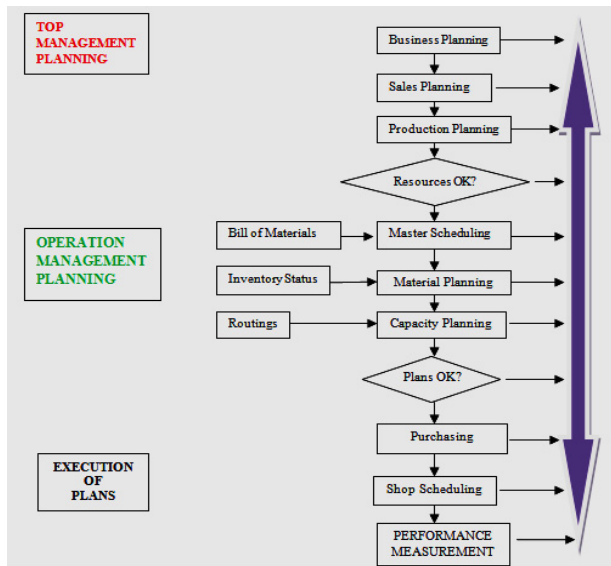 TOP
MANAGEMENT
PLANNING
Business Planning
Sales Planning
Production Planning
Resources OK?
OPERATION
MANAGEMENT
PLANNING
Bill of Materials
Master Scheduling
Inventory Status
Material Planning
Routings
Capacity Planning
Plans OK?
Purchasing
EXECUTION
OF
PLANS
Shop Scheduling
PERFORMANCE
MEASUREMENT